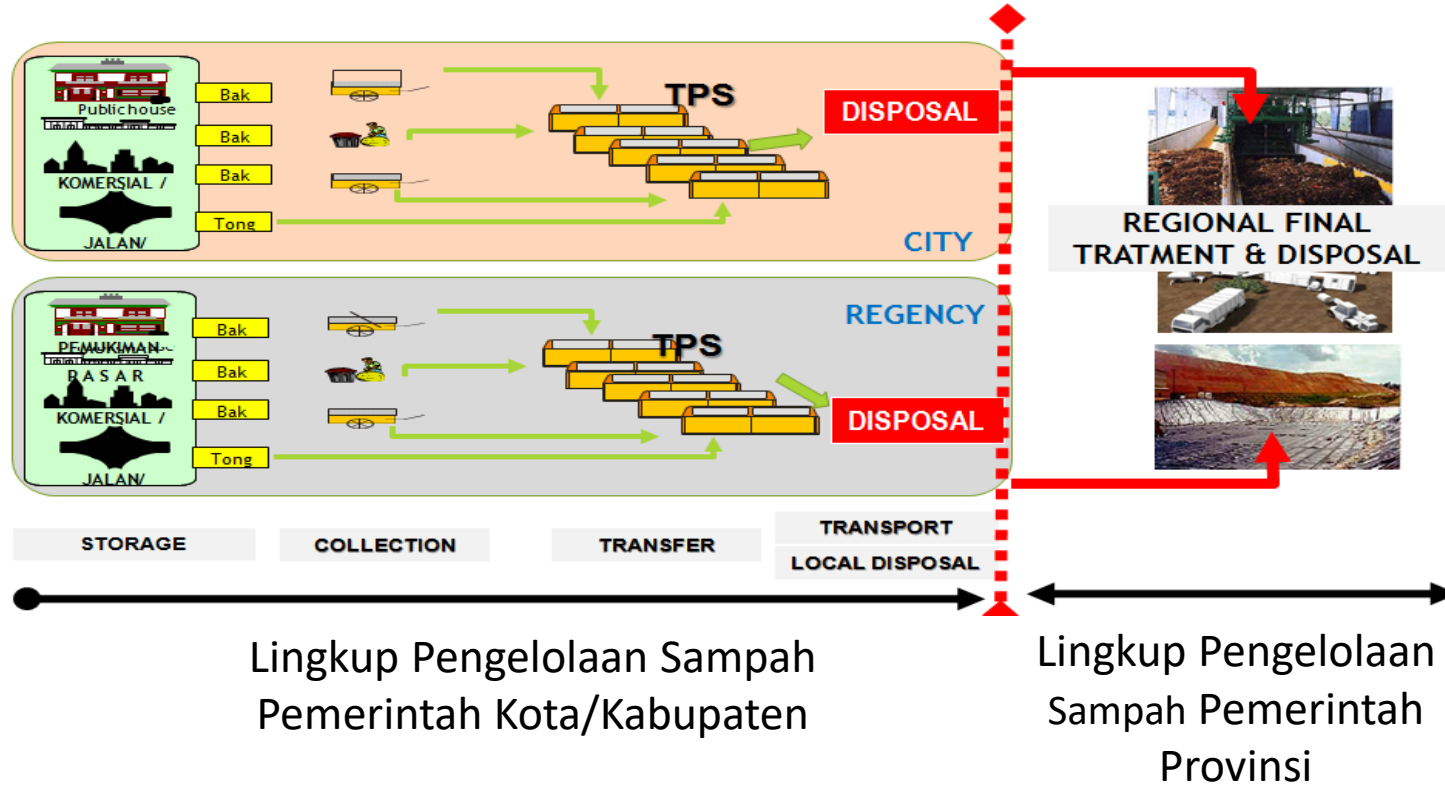 Public house
KOMERSIAL /
JALAN/
Bak
Bak
Bak
Tong
TPS
DISPOSAL
CITY
PEMUKIMAN
PASAR
KOMERSIAL /
JALAN/
Bak
Bak
Bak
Tong
TPS
REGENCY
DISPOSAL
REGIONAL FINAL
TRATMENT & DISPOSAL
STORAGE
COLLECTION
TRANSFER
TRANSPORT
LOCAL DISPOSAL
Lingkup Pengelolaan Sampah
Pemerintah Kota/Kabupaten
Lingkup Pengelolaan
Sampah Pemerintah
Provinsi